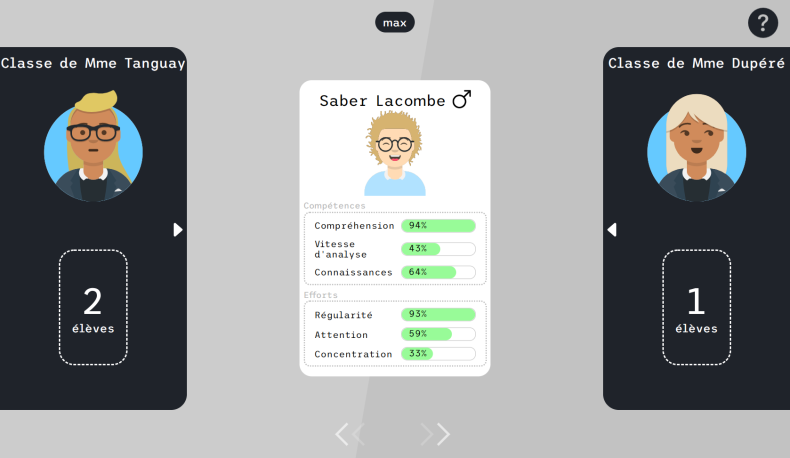 max
?
Classe de Mme Tanguay
2
élèves
Saber Lacombe
Compétences
Compréhension 94%
Vitesse
d'analyse 43%
Connaissances 64%
Efforts
Régularité 93%
Attention 59%
Concentration 33%
Classe de Mme Dupéré
1
élèves